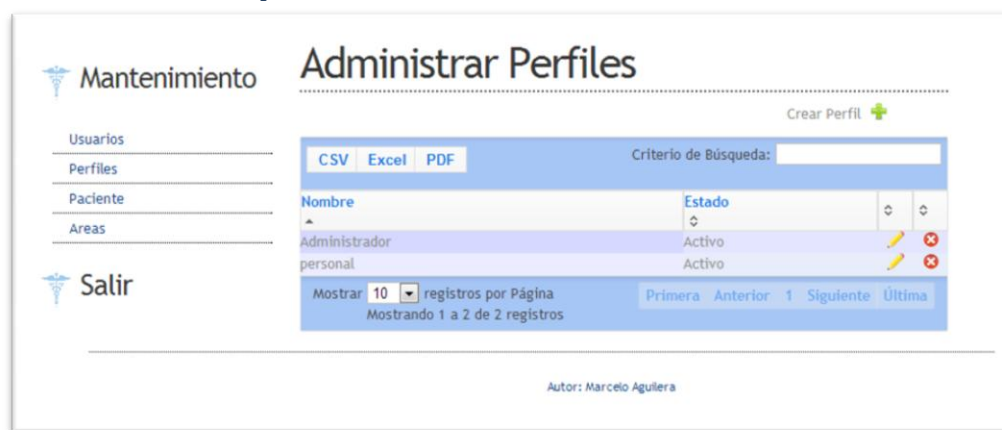 Mantenimiento
Usuarios
Perfiles
Paciente
Areas
Salir
Administrar Perfiles
Crear Perfil
CSV Excel PDF
Criterio de Búsqueda:
Nombre Estado
Administrador Activo
personal Activo
Mostrar 10 registros por Página
Mostrando 1 a 2 de 2 registros
Primera Anterior 1 Siguiente Última
Autor: Marcelo Aguilera